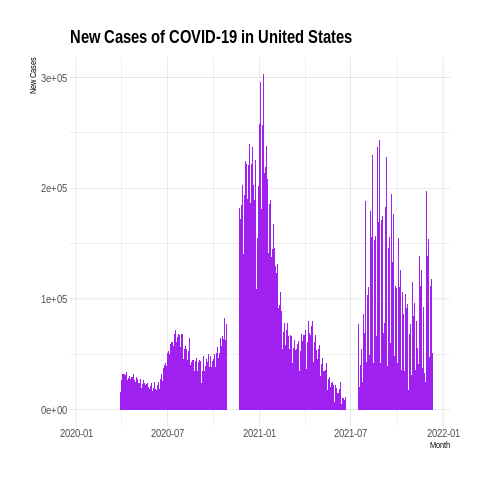 New Cases of COVID-19 in United States
New Cases
3e+05
2e+05
1e+05
0e+00
2020-01 2020-07 2021-01 2021-07 2022-01
Month